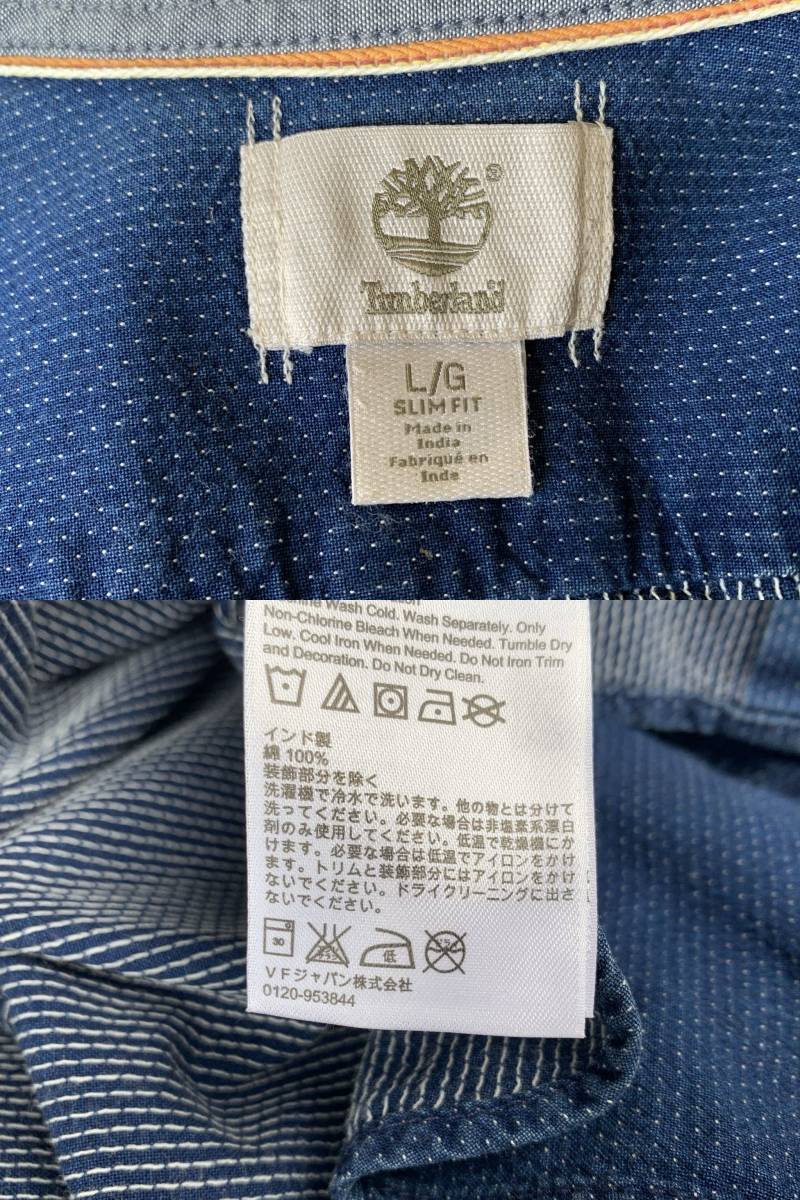 Timberland
L/G
SLIM FIT
Made in
India
Fabriqué en
Inde
Wash Cold. Wash Separately. Only
Non-Chlorine Bleach When Needed. Tumble Dry
Low. Cool Iron When Needed. Do Not Iron Trim
and Decoration. Do Not Dry Clean.
インド製
綿 100%
装飾部分を除く
洗濯機で冷水で洗います。他の物とは分けて
洗ってください。必要な場合は非塩素系漂白
剤のみ使用してください。低温で乾燥機にか
けます。必要な場合は低温でアイロンをかけ
ます。トリムと装飾部分にはアイロンをかけ
ないでください。ドライクリーニングに出さ
ないでください。
30
低
VFジャパン株式会社
0120-953844